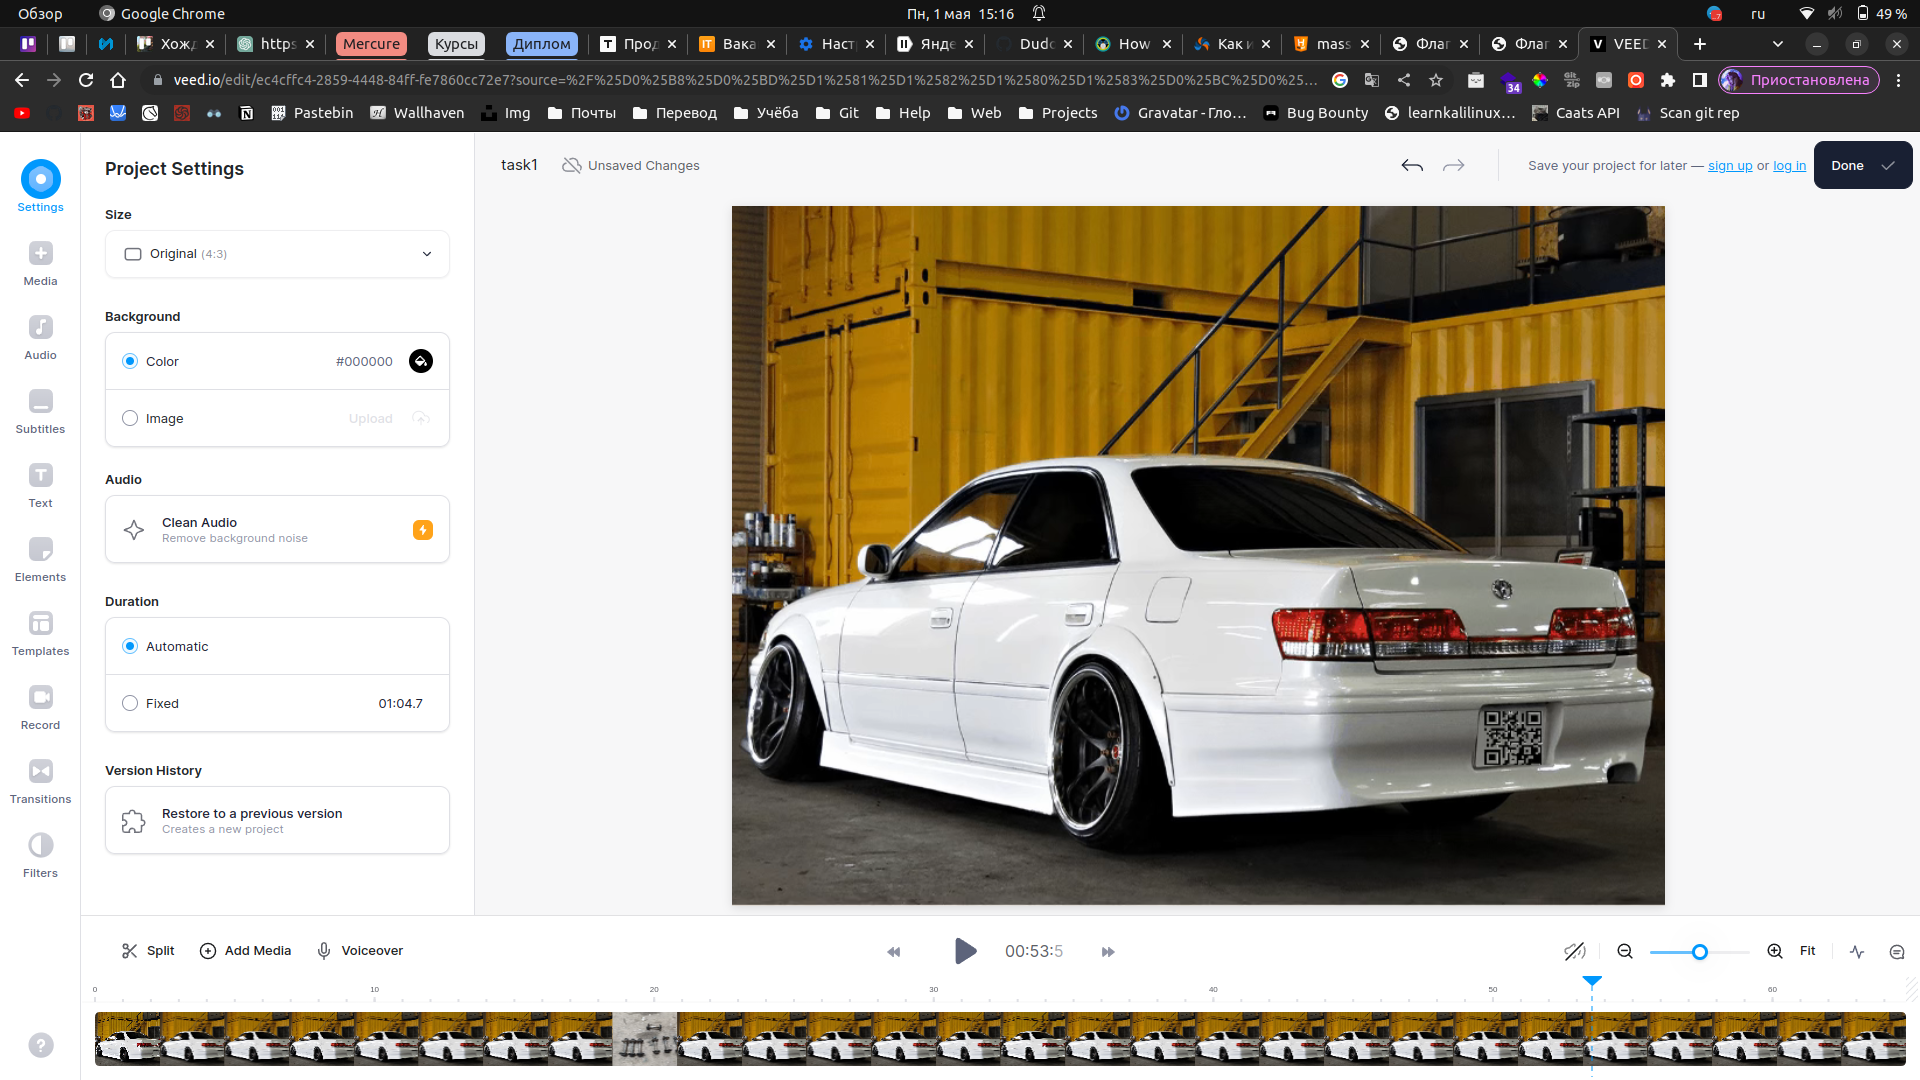 Обзор
Google Chrome
Пн, 1 мая 15:16
ru
49 %
Хожд
https
Mercure
Курсы
Диплом
Прод
Вака
Наст
Янде
Dudc
How
Как и
mass
Флаг
Флаг
VEED
veed.io/edit/ec4cffc4-2859-4448-84ff-fe7860cc72e7?source=%2F%25D0%25B8%25D0%25BD%25D1%2581%25D1%2582%25D1%2580%25D1%2583%25D0%25BC%25D0%25...
34
Приостановлена
Pastebin
Wallhaven
Img
Почты
Перевод
Учёба
Git
Help
Web
Projects
Gravatar - Гло...
Bug Bounty
learnkalilinux...
Caats API
Scan git rep
Settings
Media
Audio
Subtitles
Text
Elements
Templates
Record
Transitions
Filters
Project Settings
Size
Original (4:3)
Background
Color
#000000
Image
Upload
Audio
Clean Audio
Remove background noise
Duration
Automatic
Fixed
01:04.7
Version History
Restore to a previous version
Creates a new project
task1
Unsaved Changes
Save your project for later — sign up or log in
Done
Split
Add Media
Voiceover
00:53:5
Fit
0
10
20
30
40
50
60